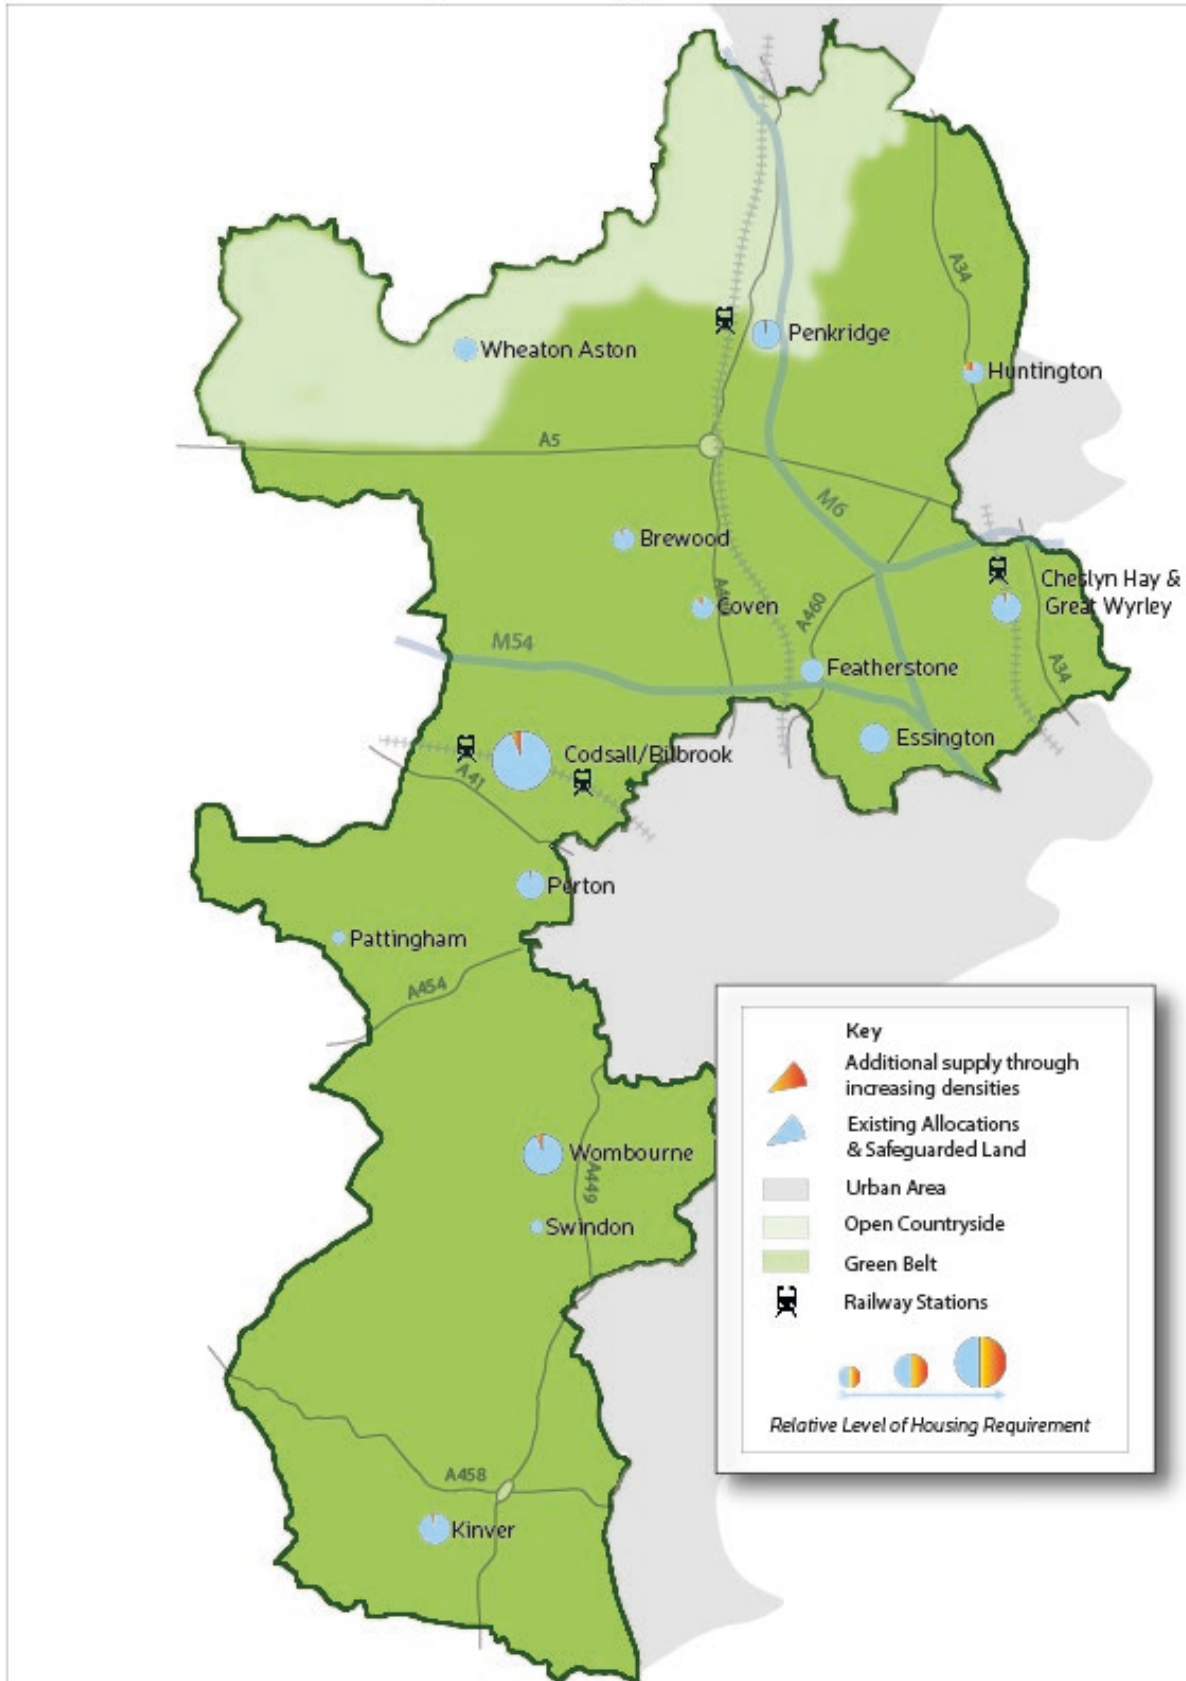 A34
Penkridge
Wheaton Aston
Huntington
A5
M6
Brewood
Cheslyn Hay &
Great Wyrley
Coven
A460
M54
Featherstone
A34
Essington
Codsall/Bilbrook
A41
Perton
Pattingham
A454
Wombourne
A449
Swindon
A458
Kinver
Key
Additional supply through
increasing densities
Existing Allocations
& Safeguarded Land
Urban Area
Open Countryside
Green Belt
Railway Stations
Relative Level of Housing Requirement